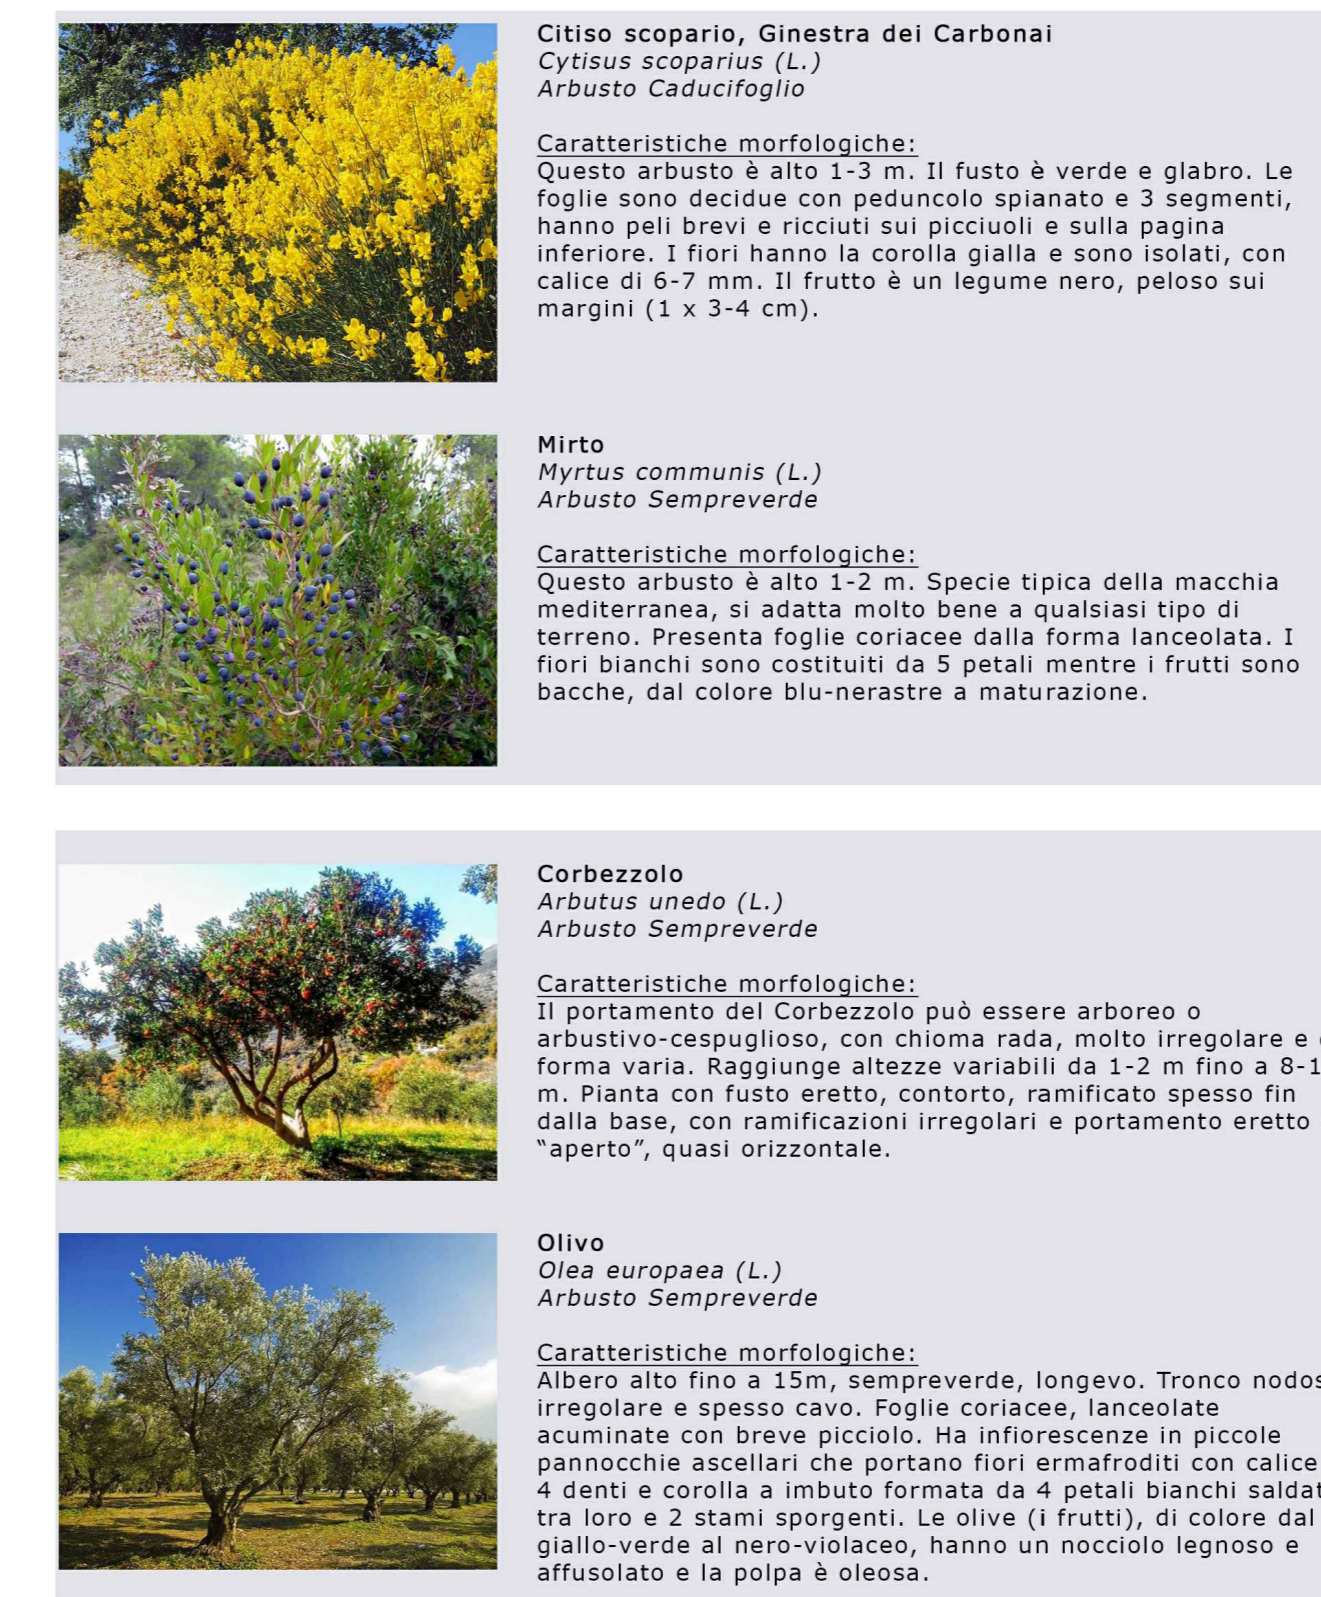 Citiso scopario, Ginestra dei Carbonai
Cytisus scoparius (L.)
Arbusto Caducifoglio
Caratteristiche morfologiche:
Questo arbusto è alto 1-3 m. Il fusto è verde e glabro. Le
foglie sono decidue con peduncolo spianato e 3 segmenti,
hanno peli brevi e ricciuti sui picciuoli e sulla pagina
inferiore. I fiori hanno la corolla gialla e sono isolati, con
calice di 6-7 mm. Il frutto è un legume nero, peloso sui
margini (1 x 3-4 cm).
Mirto
Myrtus communis (L.)
Arbusto Sempreverde
Caratteristiche morfologiche:
Questo arbusto è alto 1-2 m. Specie tipica della macchia
mediterranea, si adatta molto bene a qualsiasi tipo di
terreno. Presenta foglie coriacee dalla forma lanceolata. I
fiori bianchi sono costituiti da 5 petali mentre i frutti sono
bacche, dal colore blu-nerastre a maturazione.
Corbezzolo
Arbutus unedo (L.)
Arbusto Sempreverde
Caratteristiche morfologiche:
Il portamento del Corbezzolo può essere arboreo o
arbustivo-cespuglioso, con chioma rada, molto irregolare e
forma varia. Raggiunge altezze variabili da 1-2 m fino a 8-1
m. Pianta con fusto eretto, contorto, ramificato spesso fin
dalla base, con ramificazioni irregolari e portamento eretto
“aperto”, quasi orizzontale.
Olivo
Olea europaea (L.)
Arbusto Sempreverde
Caratteristiche morfologiche:
Albero alto fino a 15m, sempreverde, longevo. Tronco nodos
irregolare e spesso cavo. Foglie coriacee, lanceolate
acuminate con breve picciolo. Ha infiorescenze in piccole
pannocchie ascellari che portano fiori ermafroditi con calice
4 denti e corolla a imbuto formata da 4 petali bianchi saldat
tra loro e 2 stami sporgenti. Le olive (i frutti), di colore dal
giallo-verde al nero-violaceo, hanno un nocciolo legnoso e
affusolato e la polpa è oleosa.